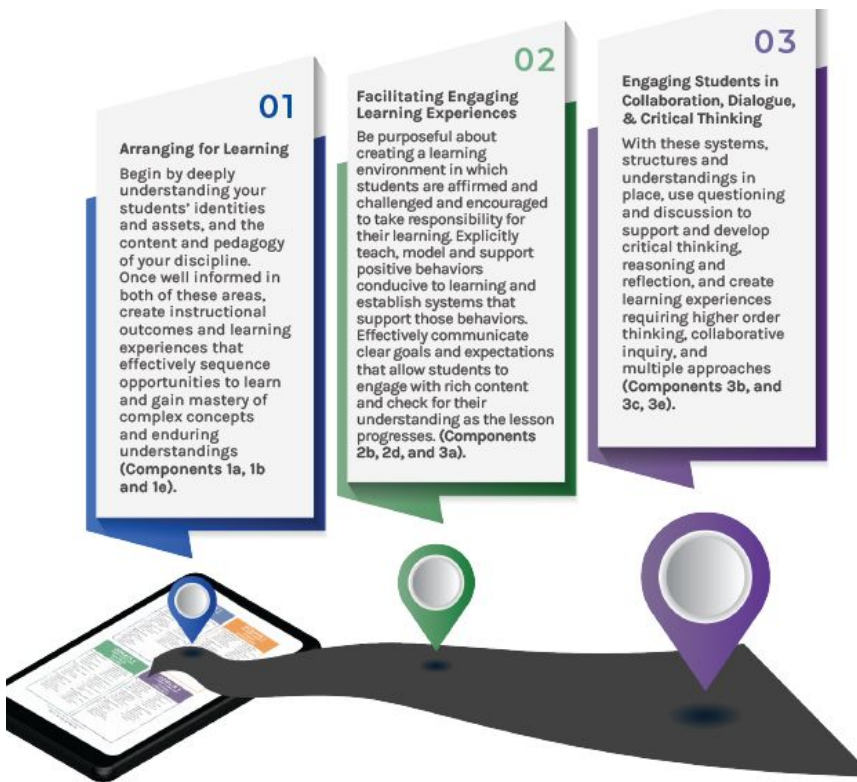 01
Arranging for Learning
Begin by deeply
understanding your
students' identities
and assets, and the
content and pedagogy
of your discipline.
Once well informed in
both of these areas,
create instructional
outcomes and learning
experiences that
effectively sequence
opportunities to learn
and gain mastery of
complex concepts
and enduring
understandings
(Components 1a, 1b
and 1e).
02
Facilitating Engaging
Learning Experiences
Be purposeful about
creating a learning
environment in which
students are affirmed and
challenged and encouraged
to take responsibility for
their learning. Explicitly
teach, model and support
positive behaviors
conducive to learning and
establish systems that
support those behaviors.
Effectively communicate
clear goals and expectations
that allow students to
engage with rich content
and check for their
understanding as the lesson
progresses. (Components
2b, 2d, and 3a).
03
Engaging Students in
Collaboration, Dialogue,
& Critical Thinking
With these systems,
structures and
understandings in
place, use questioning
and discussion to
support and develop
critical thinking,
reasoning and
reflection, and create
learning experiences
requiring higher order
thinking, collaborative
inquiry, and
multiple approaches
(Components 3b, and
3c, 3e).